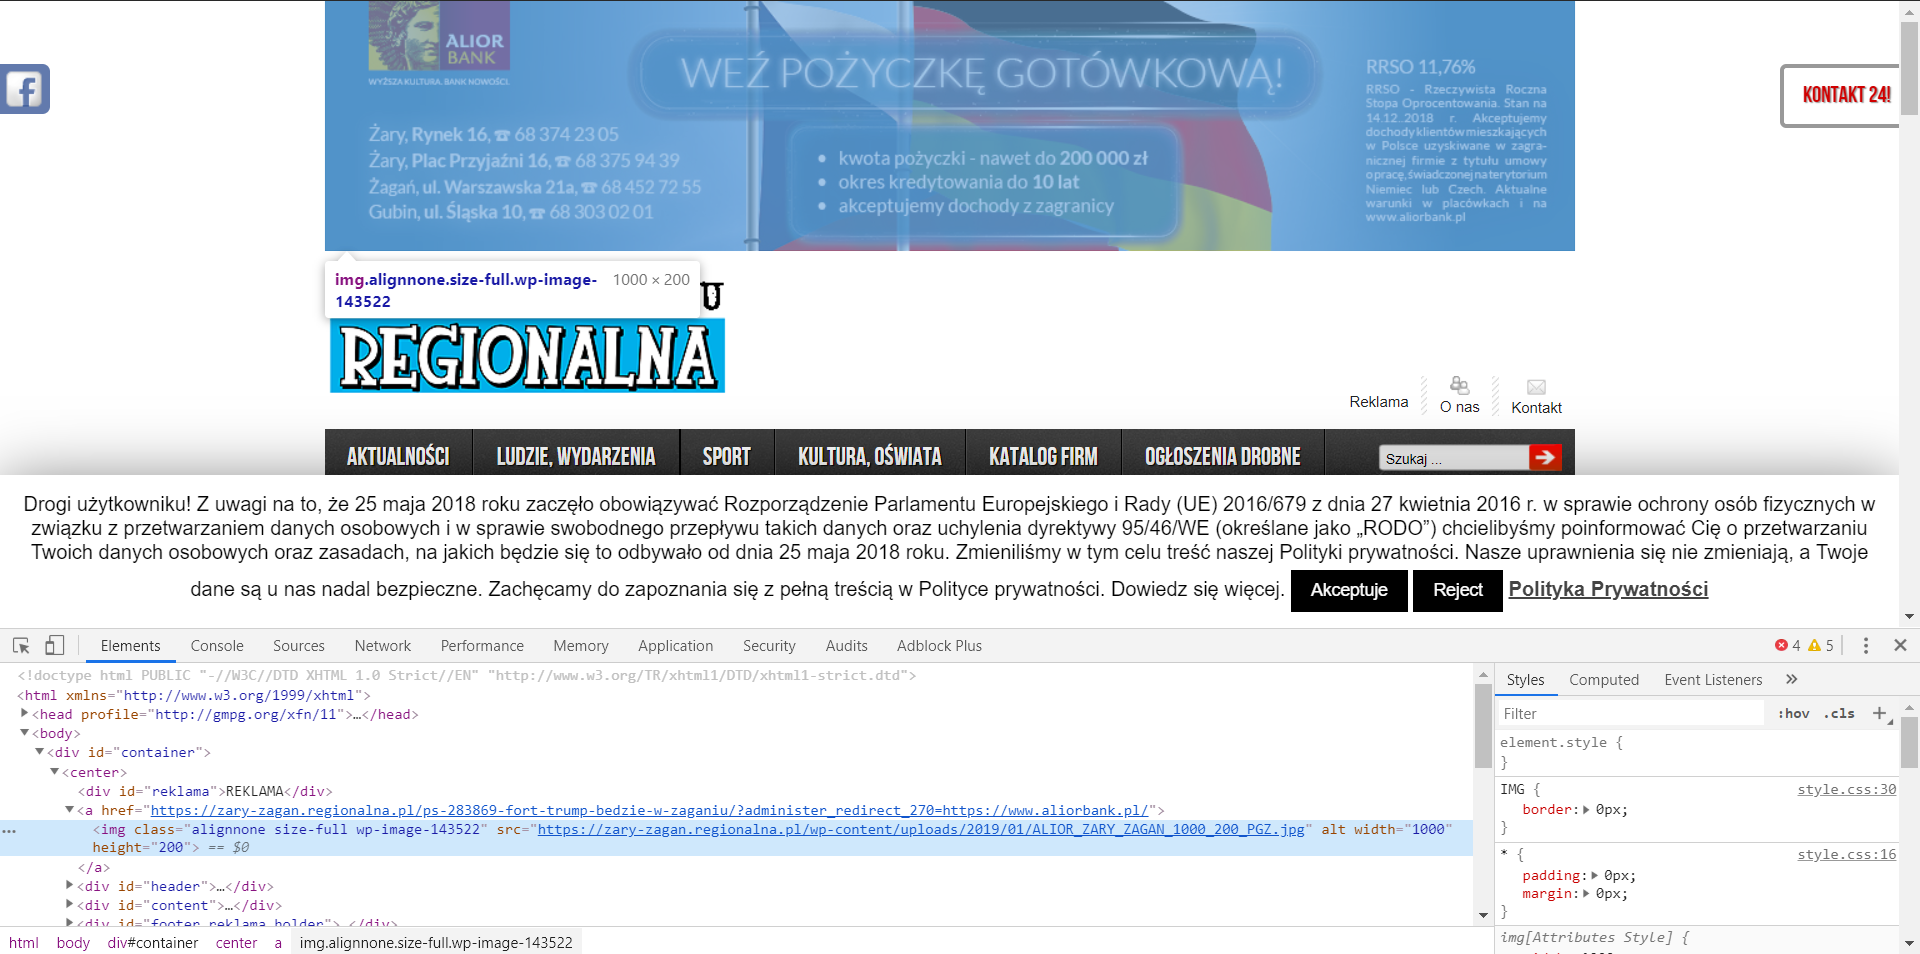 ALIOR
BANK
WYŻSZA KULTURA. BANK NOWOŚCI.
WEŹ POŻYCZKĘ GOTÓWKOWĄ!
Żary, Rynek 16, ☎ 68 374 23 05
Żary, Plac Przyjaźni 16, ☎ 68 375 94 39
Żagań, ul. Warszawska 21a, ☎ 68 452 72 55
Gubin, ul. Śląska 10, ☎ 68 303 02 01
• kwota pożyczki - nawet do 200 000 zł
• okres kredytowania do 10 lat
• akceptujemy dochody z zagranicy
RRSO 11,76%
RRSO - Rzeczywista Roczna
Stopa Oprocentowania. Stan na
14.12..2018 r. Akceptujemy
dochody klientów mieszkających
w Polsce uzyskiwane w zagra-
nicznej firmie z tytułu umowy
o pracę, świadczonej na terytorium
Niemiec lub Czech. Aktualne
warunki w placówkach i na
www.aliorbank.pl
KONTAKT 24!
img.alignnone.size-full.wp-image-143522 1000 × 200
U
REGIONALNA
Reklama
O nas
Kontakt
AKTUALNOŚCI
LUDZIE, WYDARZENIA
SPORT
KULTURA, OŚWIATA
KATALOG FIRM
OGŁOSZENIA DROBNE
Szukaj ...
Drogi użytkowniku! Z uwagi na to, że 25 maja 2018 roku zaczęło obowiązywać Rozporządzenie Parlamentu Europejskiego i Rady (UE) 2016/679 z dnia 27 kwietnia 2016 r. w sprawie ochrony osób fizycznych w
związku z przetwarzaniem danych osobowych i w sprawie swobodnego przepływu takich danych oraz uchylenia dyrektywy 95/46/WE (określane jako „RODO”) chcielibyśmy poinformować Cię o przetwarzaniu
Twoich danych osobowych oraz zasadach, na jakich będzie się to odbywało od dnia 25 maja 2018 roku. Zmieniliśmy w tym celu treść naszej Polityki prywatności. Nasze uprawnienia się nie zmieniają, a Twoje
dane są u nas nadal bezpieczne. Zachęcamy do zapoznania się z pełną treścią w Polityce prywatności. Dowiedz się więcej. Akceptuje Reject Polityka Prywatności
Elements Console Sources Network Performance Memory Application Security Audits Adblock Plus 4 5
<!doctype html PUBLIC "-//W3C//DTD XHTML 1.0 Strict//EN" "http://www.w3.org/TR/xhtml1/DTD/xhtml1-strict.dtd">
<html xmlns="http://www.w3.org/1999/xhtml">
<head profile="http://gmpg.org/xfn/11">…</head>
<body>
<div id="container">
<center>
<div id="reklama">REKLAMA</div>
<a href="https://zary-zagan.regionalna.pl/ps-283869-fort-trump-bedzie-w-zaganiu/?administer_redirect_270=https://www.aliorbank.pl/">
<img class="alignnone size-full wp-image-143522" src="https://zary-zagan.regionalna.pl/wp-content/uploads/2019/01/ALIOR_ZARY_ZAGAN_1000_200_PGZ.jpg" alt width="1000"
height="200"> == $0
</a>
<div id="header">…</div>
<div id="content">…</div>
<div id="footer_reklama_holder">…</div>
html body div#container center a img.alignnone.size-full.wp-image-143522
Styles Computed Event Listeners »
Filter :hov .cls +
element.style {
}
IMG { style.css:30
border: 0px;
}
* { style.css:16
padding: 0px;
margin: 0px;
}
img[Attributes Style] {